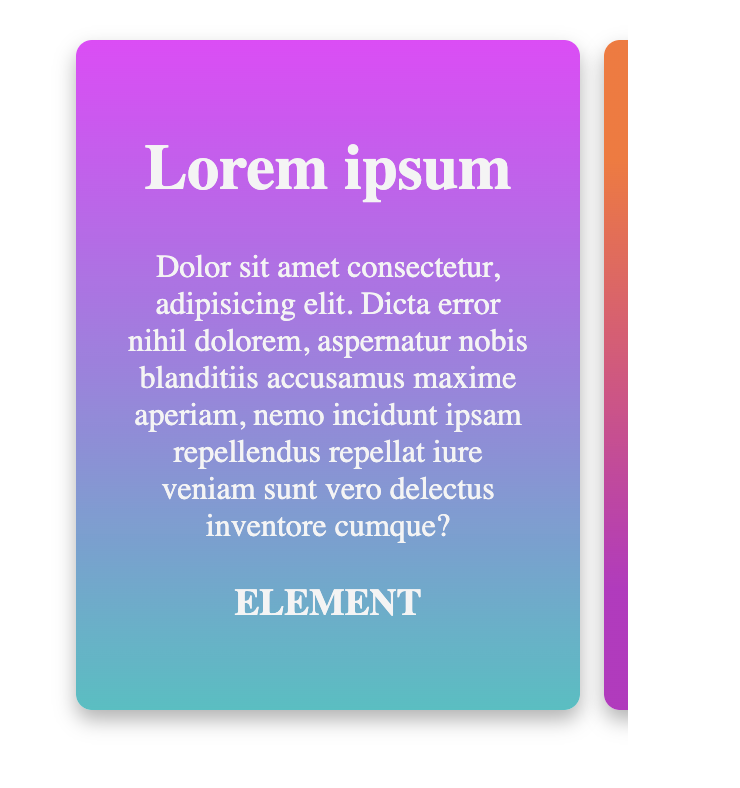 Lorem ipsum
Dolor sit amet consectetur,
adipisicing elit. Dicta error
nihil dolorem, aspernatur nobis
blanditiis accusamus maxime
aperiam, nemo incidunt ipsam
repellendus repellat iure
veniam sunt vero delectus
inventore cumque?
ELEMENT